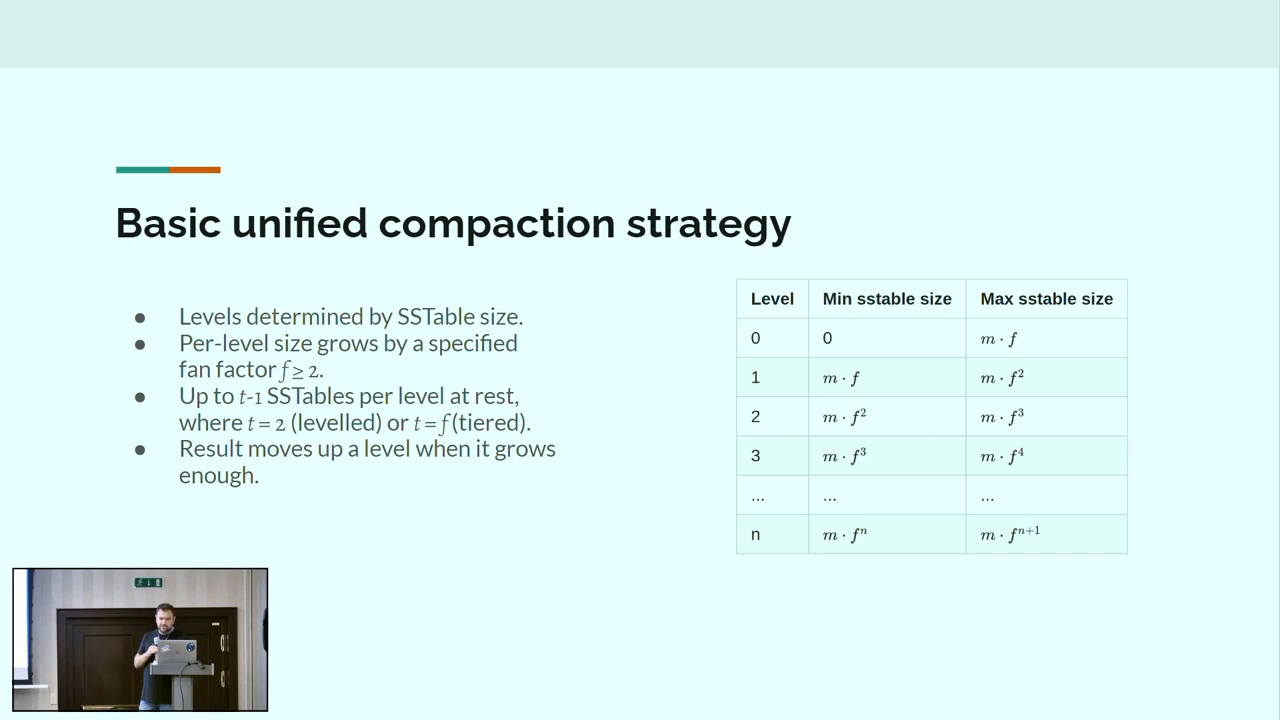 Basic unified compaction strategy
● Levels determined by SSTable size.
● Per-level size grows by a specified
fan factor f ≥ 2.
● Up to t-1 SSTables per level at rest,
where t = 2 (levelled) or t = f (tiered).
● Result moves up a level when it grows
enough.
Level Min sstable size Max sstable size
0 0 m · f
1 m · f² 
2 m · f² m · f³
3 m · f³ m · f⁴
... ... ...
n m · fⁿ m · fⁿ⁺¹